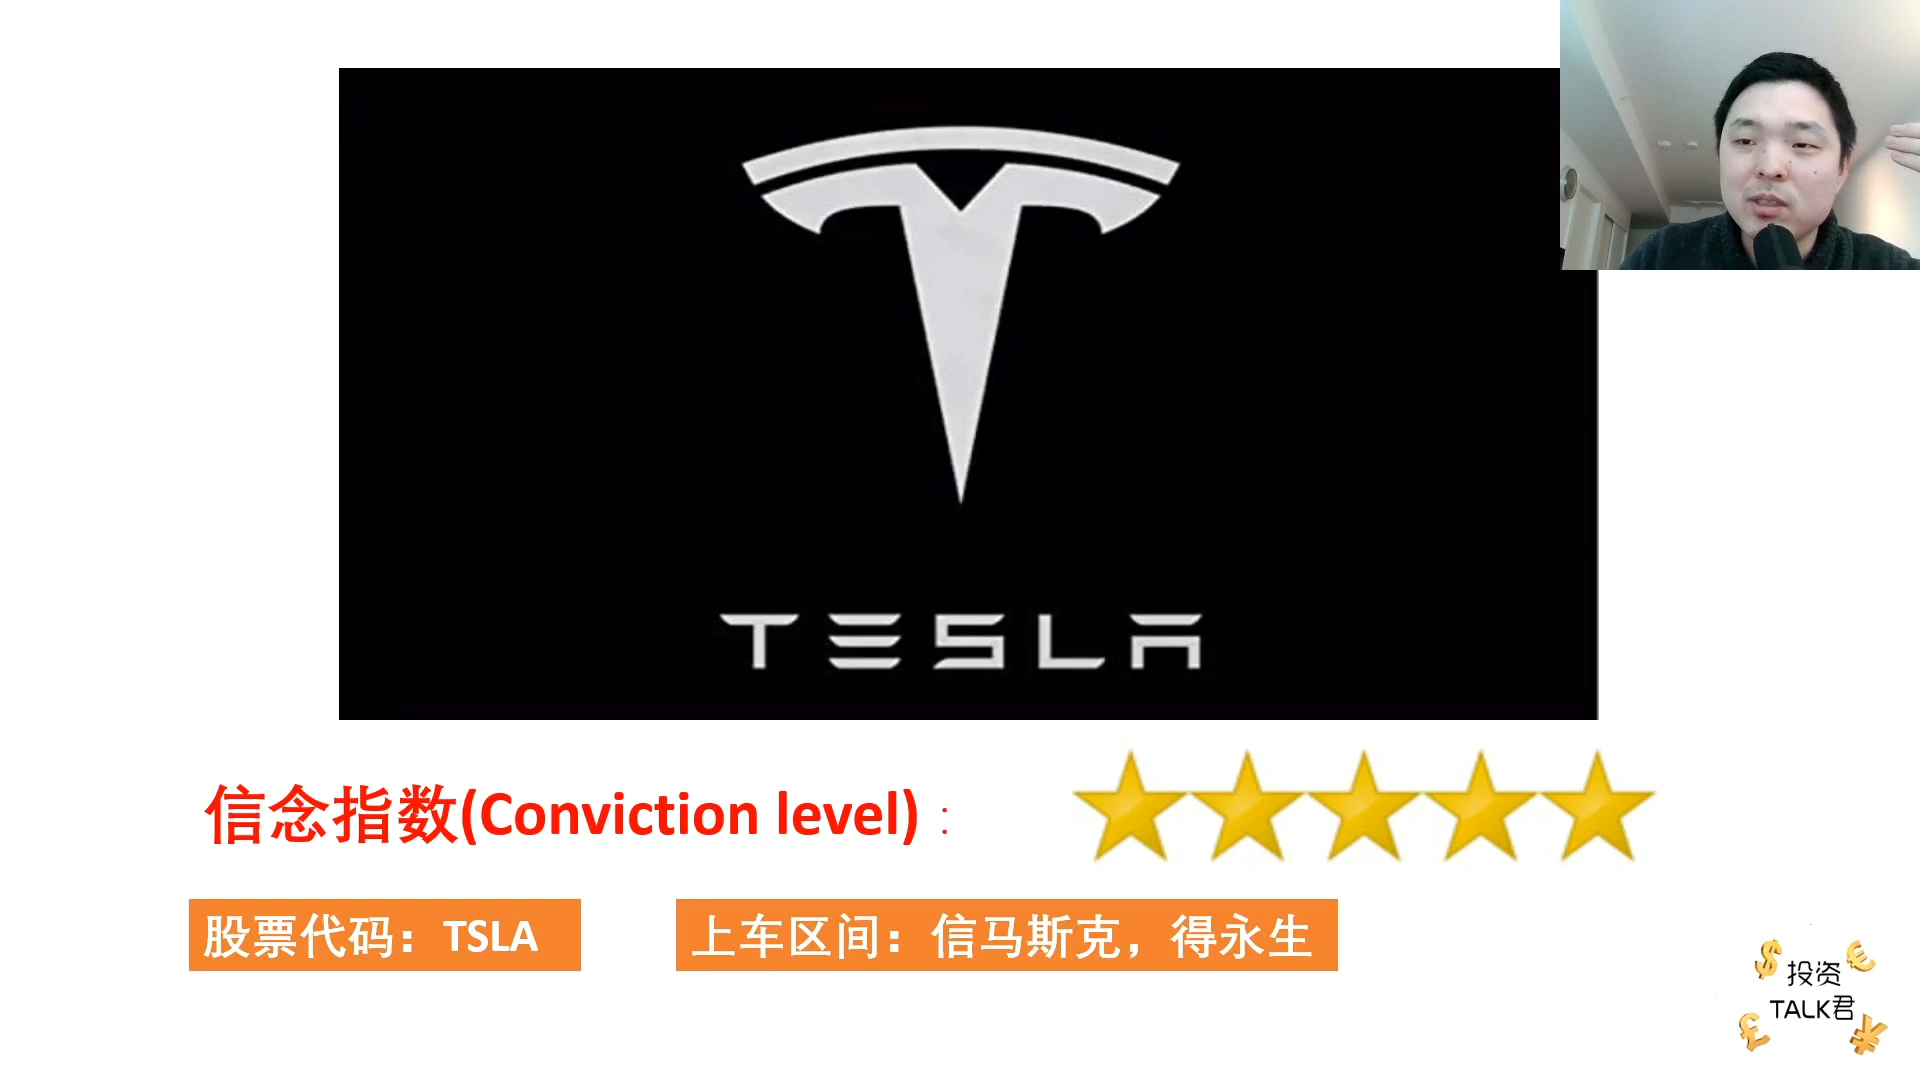 TESLA
信念指数(Conviction level)：
股票代码：TSLA
上车区间：信马斯克，得永生
投资
TALK君